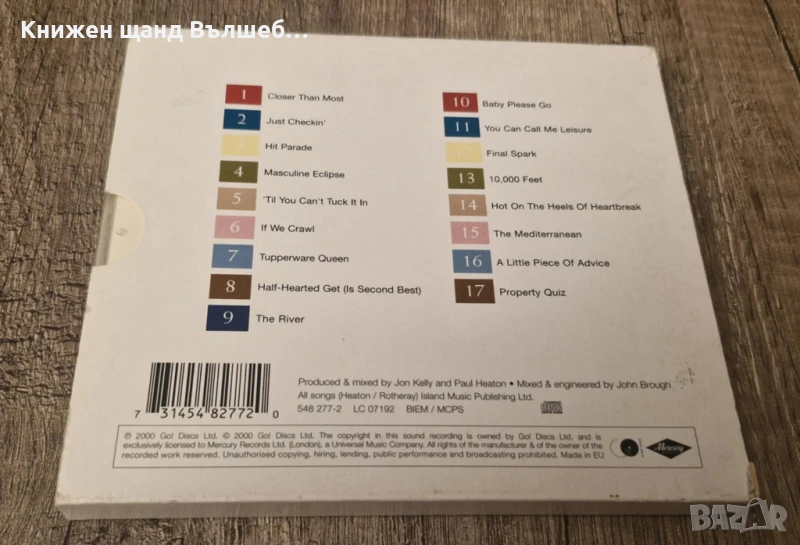 Книжен щанд Вълшеб...
1 Closer Than Most
2 Just Checkin'
3 Hit Parade
4 Masculine Eclipse
5 'Til You Can't Tuck It In
6 If We Crawl
7 Tupperware Queen
8 Half-Hearted Get (Is Second Best)
9 The River
10 Baby Please Go
11 You Can Call Me Leisure
12 Final Spark
13 10,000 Feet
14 Hot On The Heels Of Heartbreak
15 The Mediterranean
16 A Little Piece Of Advice
17 Property Quiz
7 31454 82772 0
Produced & mixed by Jon Kelly and Paul Heaton • Mixed & engineered by John Brough
All songs (Heaton / Rotheray) Island Music Publishing Ltd.
548 277-2 LC 07192 BIEM / MCPS
℗ 2000 Go! Discs Ltd. © 2000 Go! Discs Ltd. The copyright in this sound recording is owned by Go! Discs Ltd. and is
exclusively licensed to Mercury Records Ltd. (London), a Universal Music Company. All rights of the manufacturer & of the owner of the
recorded work reserved. Unauthorised copying, hiring, lending, public performance and broadcasting prohibited. Made in EU
Mercury
BAZAR